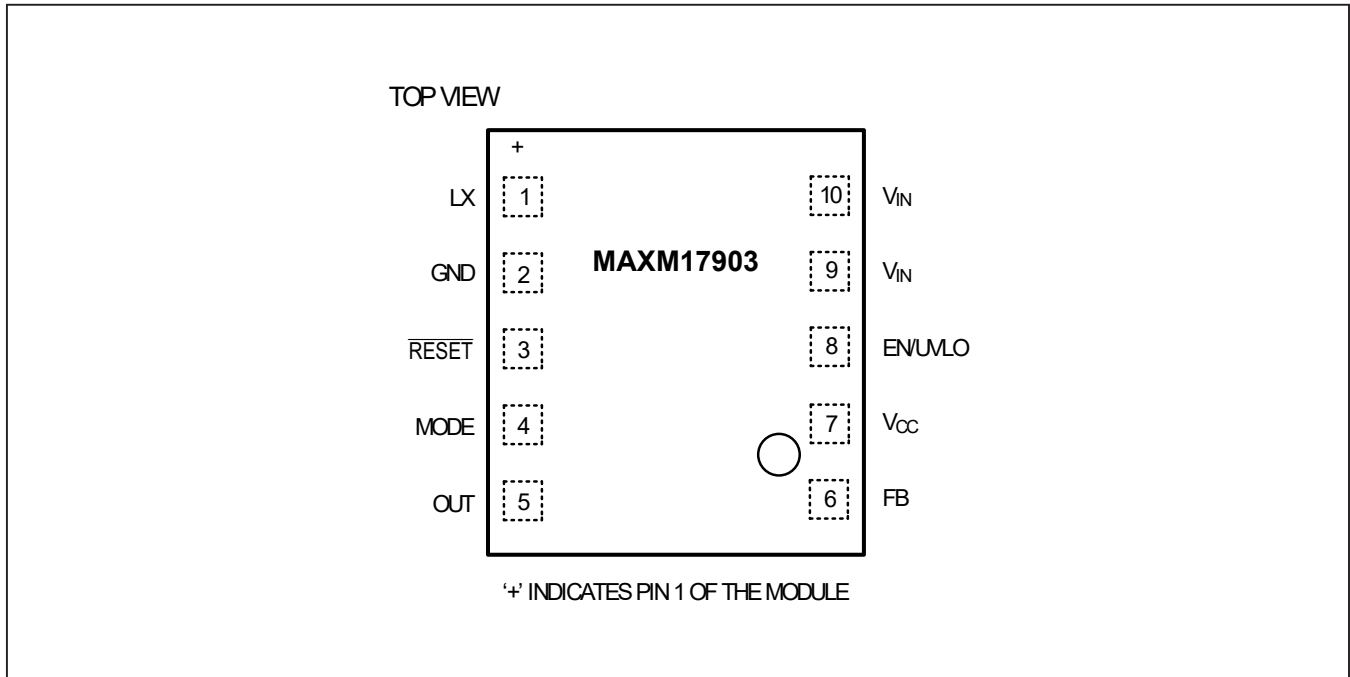 TOP VIEW
+
LX 1 10 VIN
MAXM17903
GND 2 9 VIN
RESET 3 8 EN/UVLO
MODE 4 7 VCC
OUT 5 6 FB
‘+’ INDICATES PIN 1 OF THE MODULE